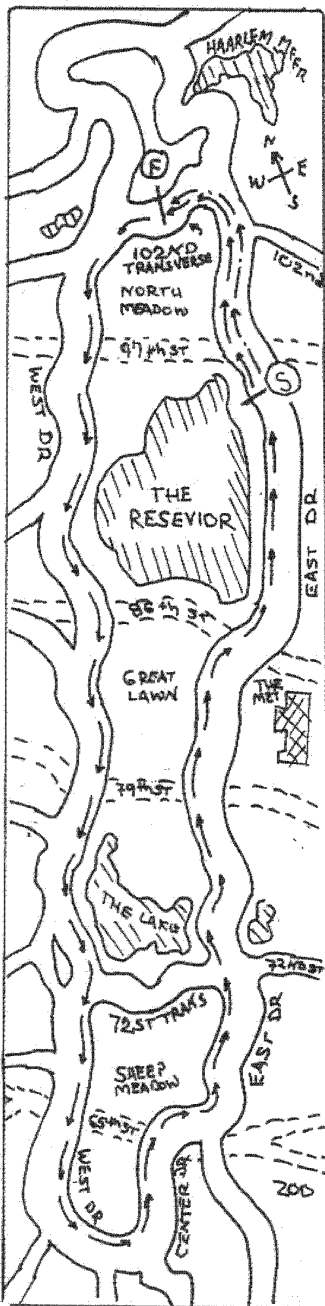 HAARLEM MEER
N
W E
S
F
102ND
TRANSVERSE
102ND
NORTH
MEADOW
97th ST
WEST DR
S
THE
RESEVIOR
EAST DR
86th ST
GREAT
LAWN
THE
MET
79th ST
THE LAKE
72ND ST
72ST TRANS
EAST DR
SHEEP
MEADOW
65th ST
WEST DR
CENTER DR
ZOO